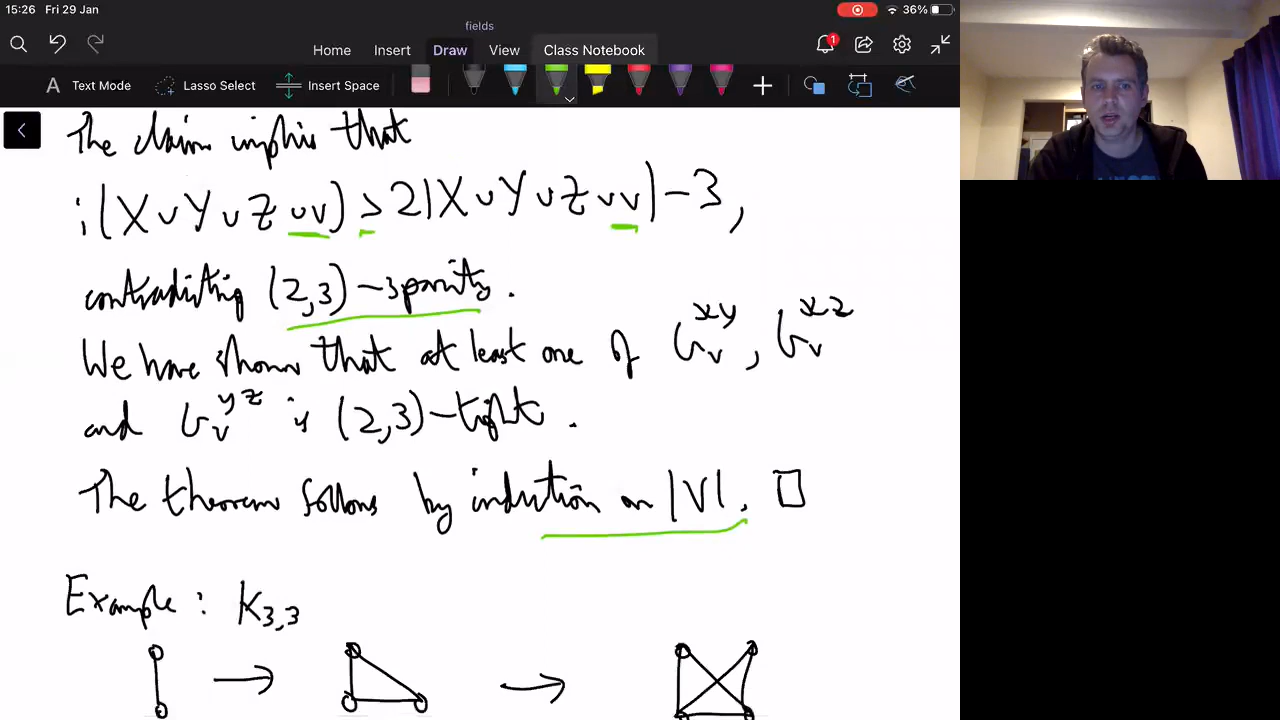 15:26 Fri 29 Jan
36%
fields
Home Insert Draw View Class Notebook
1
Text Mode Lasso Select Insert Space
The claim implies that
i(X∪Y∪Z∪v) > 2|X∪Y∪Z∪v| - 3,
contradicting (2,3)-sparsity.
We have shown that at least one of G_v^{xy}, G_v^{xz}
and G_v^{yz} is (2,3)-tight.
The theorem follows by induction on |V|. □
Example: K_{3,3}
→ →